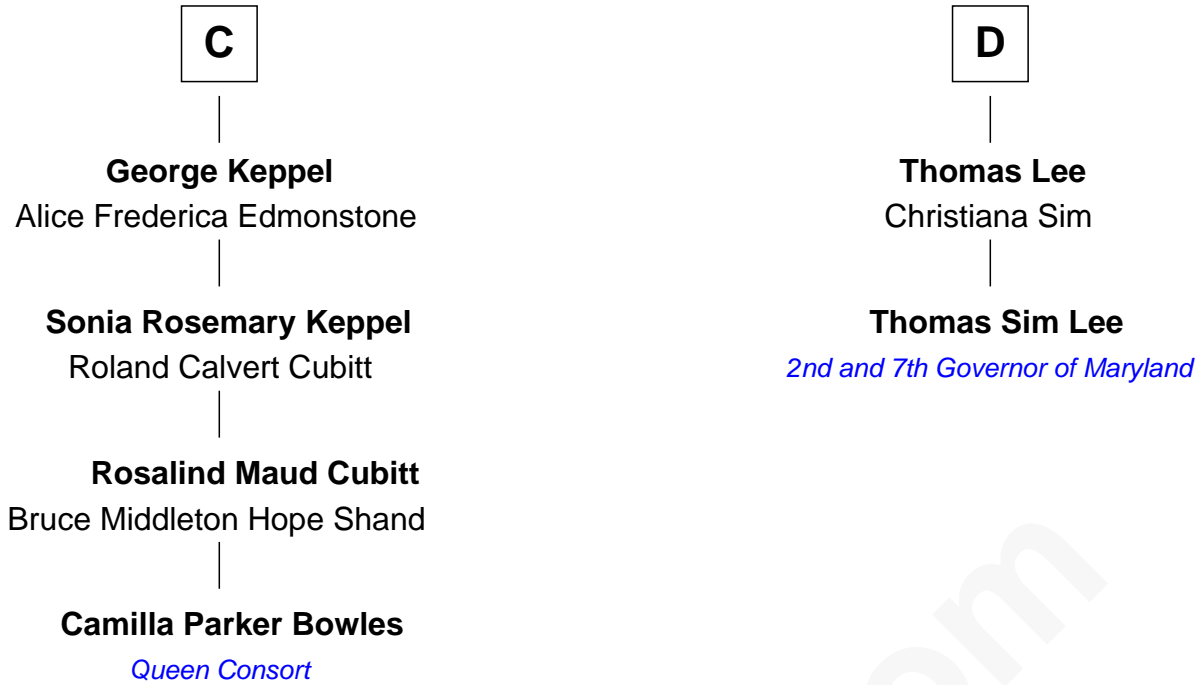 C
George Keppel
Alice Frederica Edmonstone
Sonia Rosemary Keppel
Roland Calvert Cubitt
Rosalind Maud Cubitt
Bruce Middleton Hope Shand
Camilla Parker Bowles
Queen Consort
D
Thomas Lee
Christiana Sim
Thomas Sim Lee
2nd and 7th Governor of Maryland
om